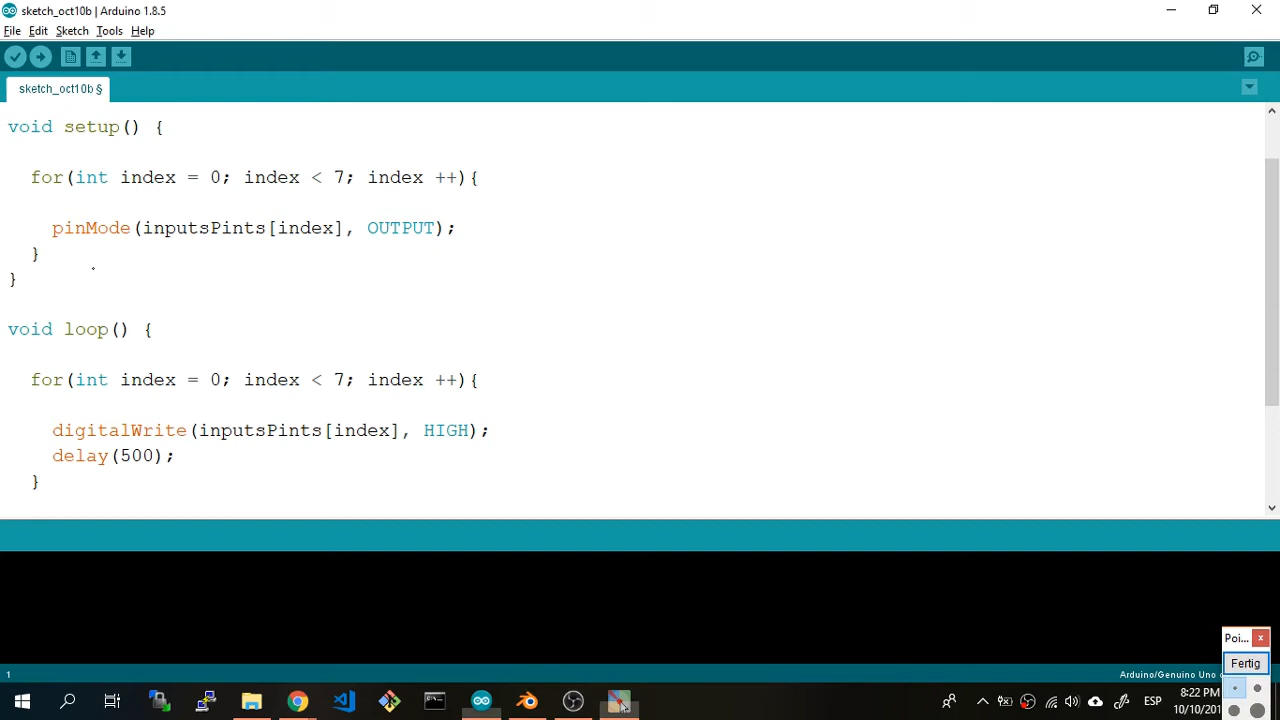 sketch_oct10b | Arduino 1.8.5
File Edit Sketch Tools Help
sketch_oct10b §
void setup() {
for(int index = 0; index < 7; index ++){
pinMode(inputsPints[index], OUTPUT);
}
}
void loop() {
for(int index = 0; index < 7; index ++){
digitalWrite(inputsPints[index], HIGH);
delay(500);
}
Poi... x
Fertig
1
Arduino/Genuino Uno
ESP
8:22 PM
10/10/201